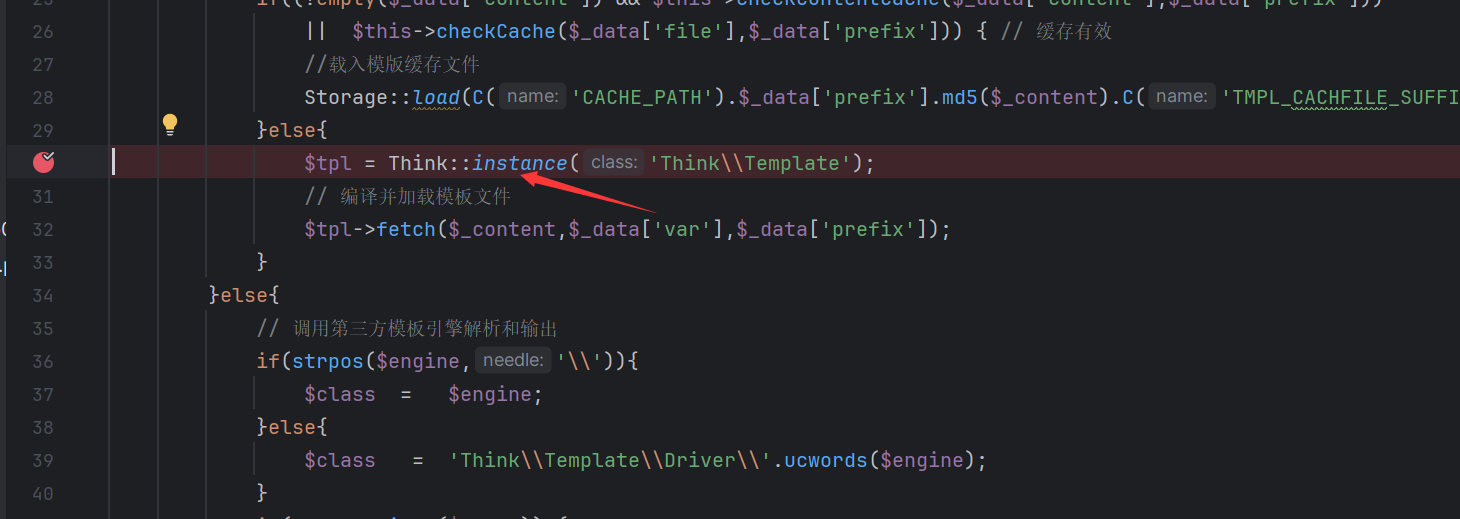 if((!empty($_data['content']) && $this->checkContentCache($_data['content'],$_data['prefix']))
26 || $this->checkCache($_data['file'],$_data['prefix'])) { // 缓存有效
27 //载入模版缓存文件
28 Storage::load(C( name: 'CACHE_PATH').$_data['prefix'].md5($_content).C( name: 'TMPL_CACHFILE_SUFFI
29 }else{
$tpl = Think::instance( class: 'Think\\Template');
31 // 编译并加载模板文件
32 $tpl->fetch($_content,$_data['var'],$_data['prefix']);
33 }
34 }else{
35 // 调用第三方模板引擎解析和输出
36 if(strpos($engine, needle: '\\')){
37 $class = $engine;
38 }else{
39 $class = 'Think\\Template\\Driver\\'.ucwords($engine);
40 }